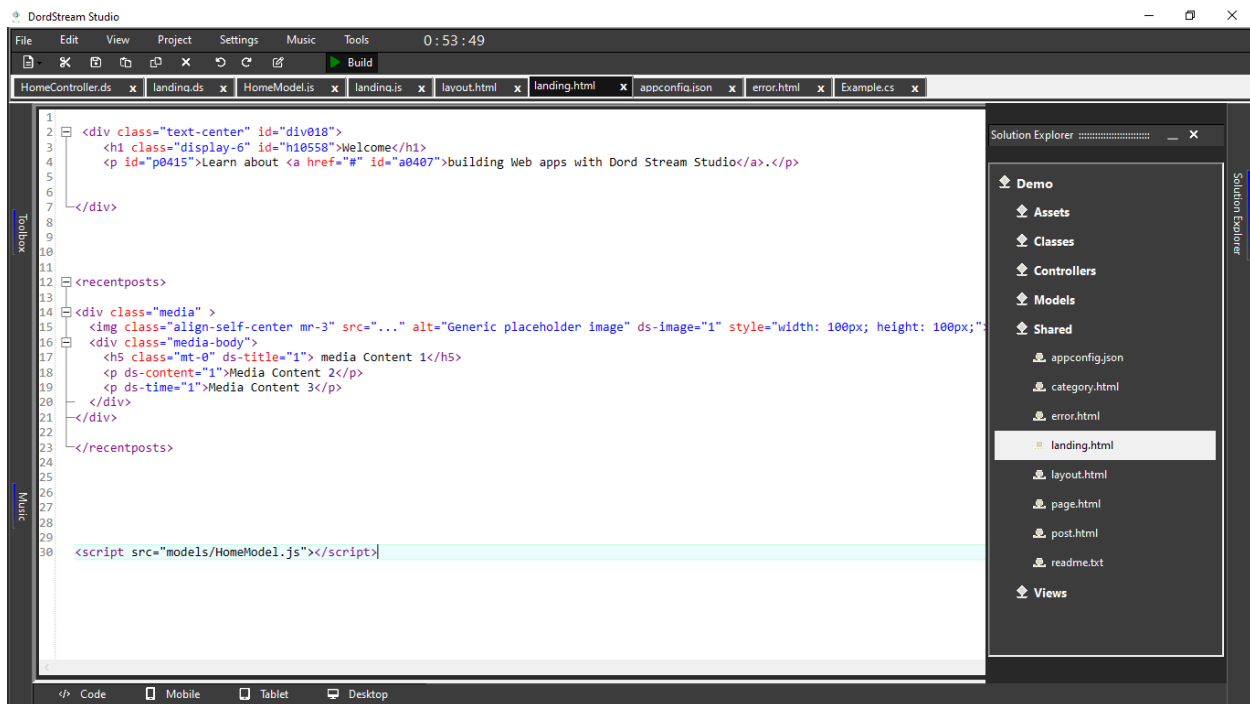 DordStream Studio
File Edit View Project Settings Music Tools 0:53:49
Build
HomeController.ds x landing.ds x HomeModel.js x landing.js x layout.html x landing.html x appconfig.json x error.html x Example.cs x
1
2 <div class="text-center" id="div018">
3 <h1 class="display-6" id="h10558">Welcome</h1>
4 <p id="p0415">Learn about <a href="#" id="a0407">building Web apps with Dord Stream Studio</a>.</p>
5
6
7 </div>
8
9
10
11
12 <recentposts>
13
14 <div class="media" >
15 <img class="align-self-center mr-3" src="..." alt="Generic placeholder image" ds-image="1" style="width: 100px; height: 100px;">
16 <div class="media-body">
17 <h5 class="mt-0" ds-title="1"> media Content 1</h5>
18 <p ds-content="1">Media Content 2</p>
19 <p ds-time="1">Media Content 3</p>
20 </div>
21 </div>
22
23 </recentposts>
24
25
26
27
28
29
30 <script src="models/HomeModel.js"></script>
Toolbox
Music
Solution Explorer
Demo
Assets
Classes
Controllers
Models
Shared
appconfig.json
category.html
error.html
landing.html
layout.html
page.html
post.html
readme.txt
Views
Solution Explorer
</> Code Mobile Tablet Desktop